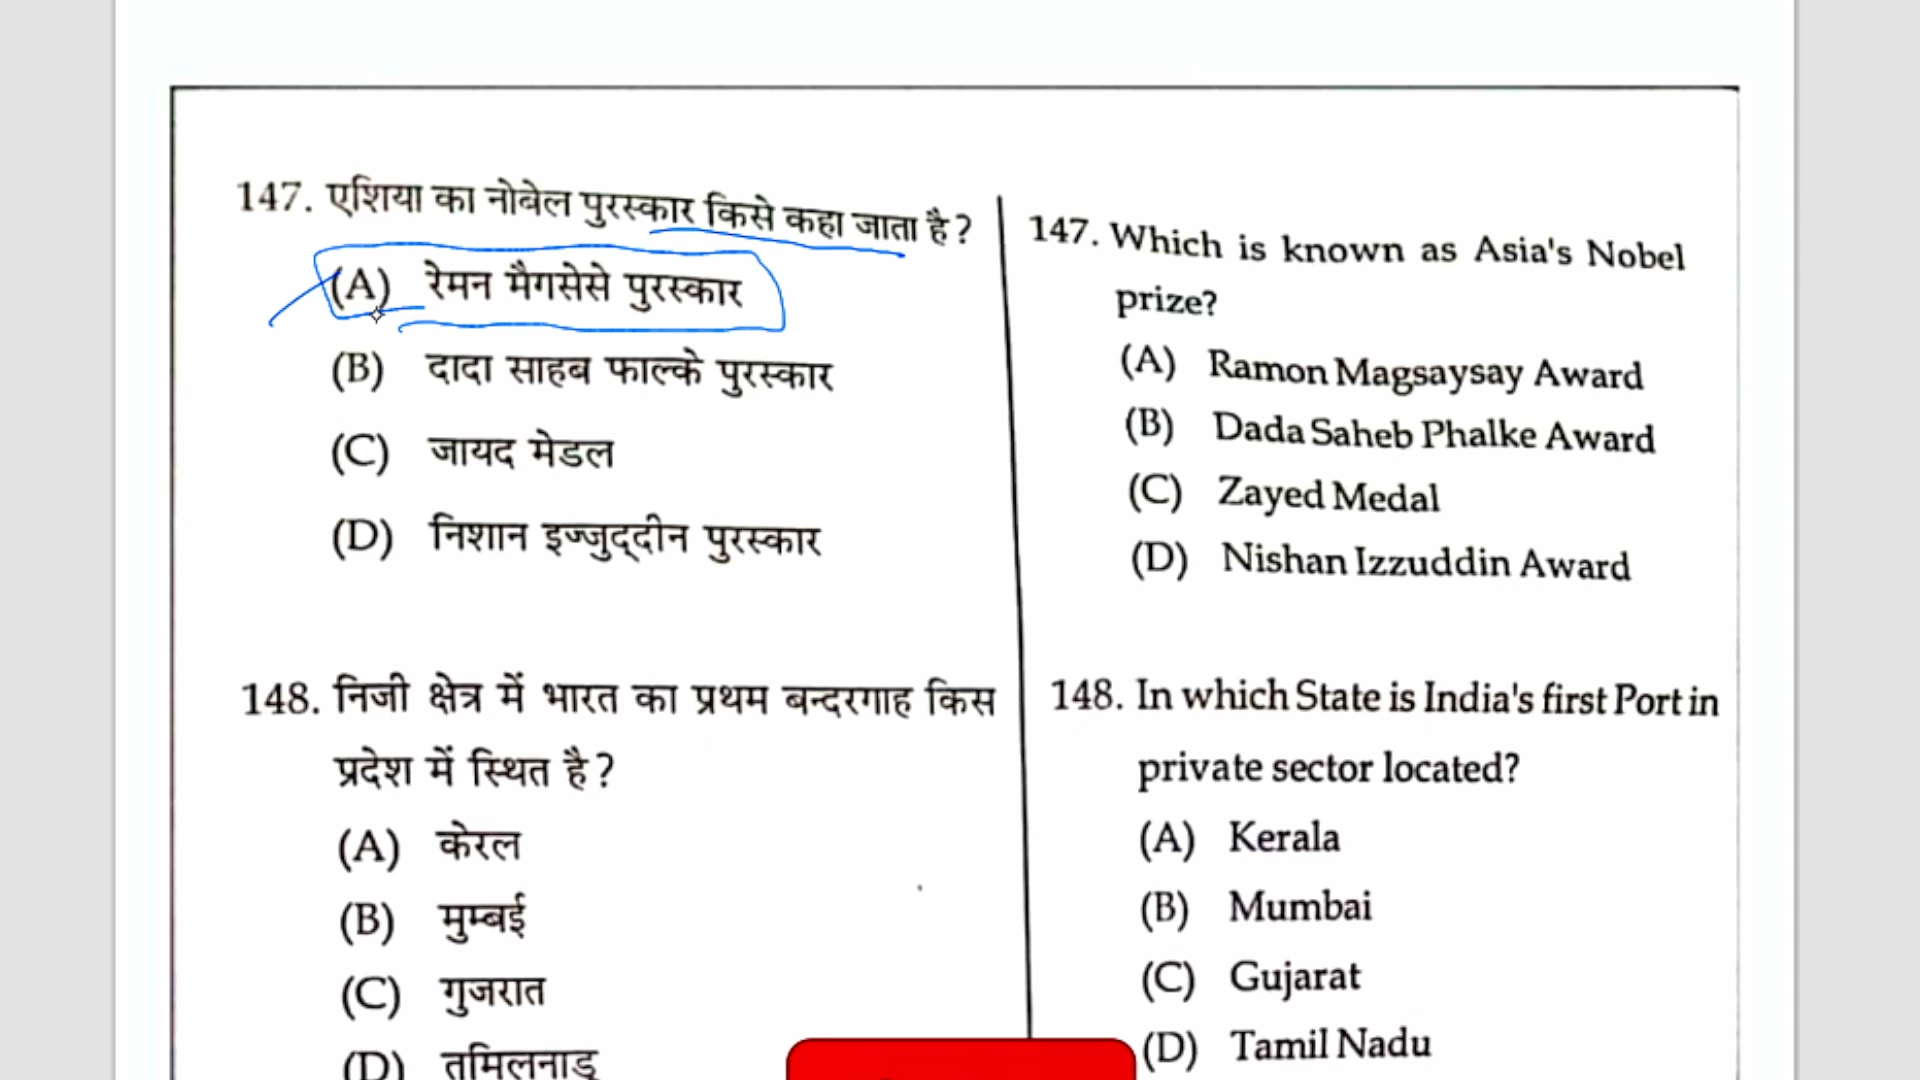 147. एशिया का नोबेल पुरस्कार किसे कहा जाता है?
(A) रेमन मैगसेसे पुरस्कार
(B) दादा साहब फाल्के पुरस्कार
(C) जायद मेडल
(D) निशान इज्जुद्दीन पुरस्कार
148. निजी क्षेत्र में भारत का प्रथम बन्दरगाह किस
प्रदेश में स्थित है?
(A) केरल
(B) मुम्बई
(C) गुजरात
(D) तमिलनाडू
147. Which is known as Asia's Nobel
prize?
(A) Ramon Magsaysay Award
(B) Dada Saheb Phalke Award
(C) Zayed Medal
(D) Nishan Izzuddin Award
148. In which State is India's first Port in
private sector located?
(A) Kerala
(B) Mumbai
(C) Gujarat
(D) Tamil Nadu